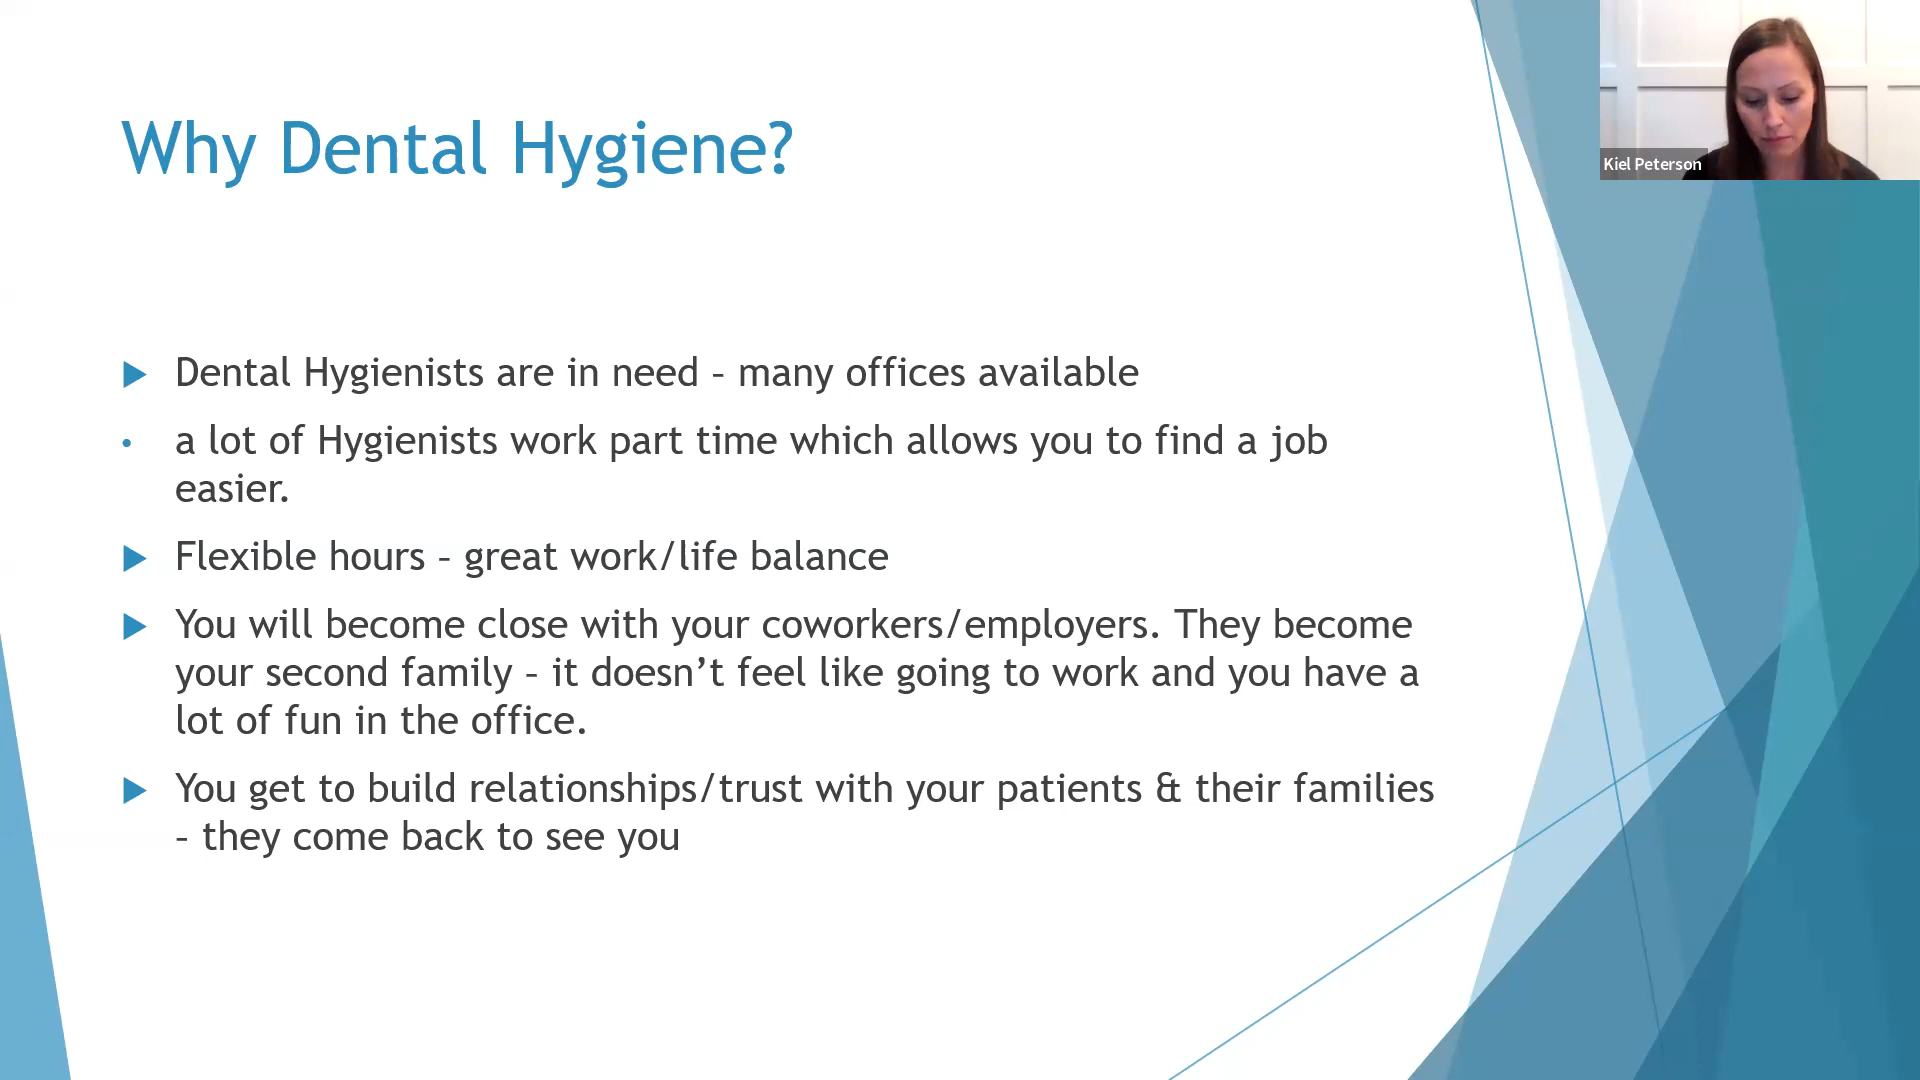 Why Dental Hygiene?
Kiel Peterson
Dental Hygienists are in need – many offices available
a lot of Hygienists work part time which allows you to find a job
easier.
Flexible hours – great work/life balance
You will become close with your coworkers/employers. They become
your second family – it doesn’t feel like going to work and you have a
lot of fun in the office.
You get to build relationships/trust with your patients & their families
– they come back to see you